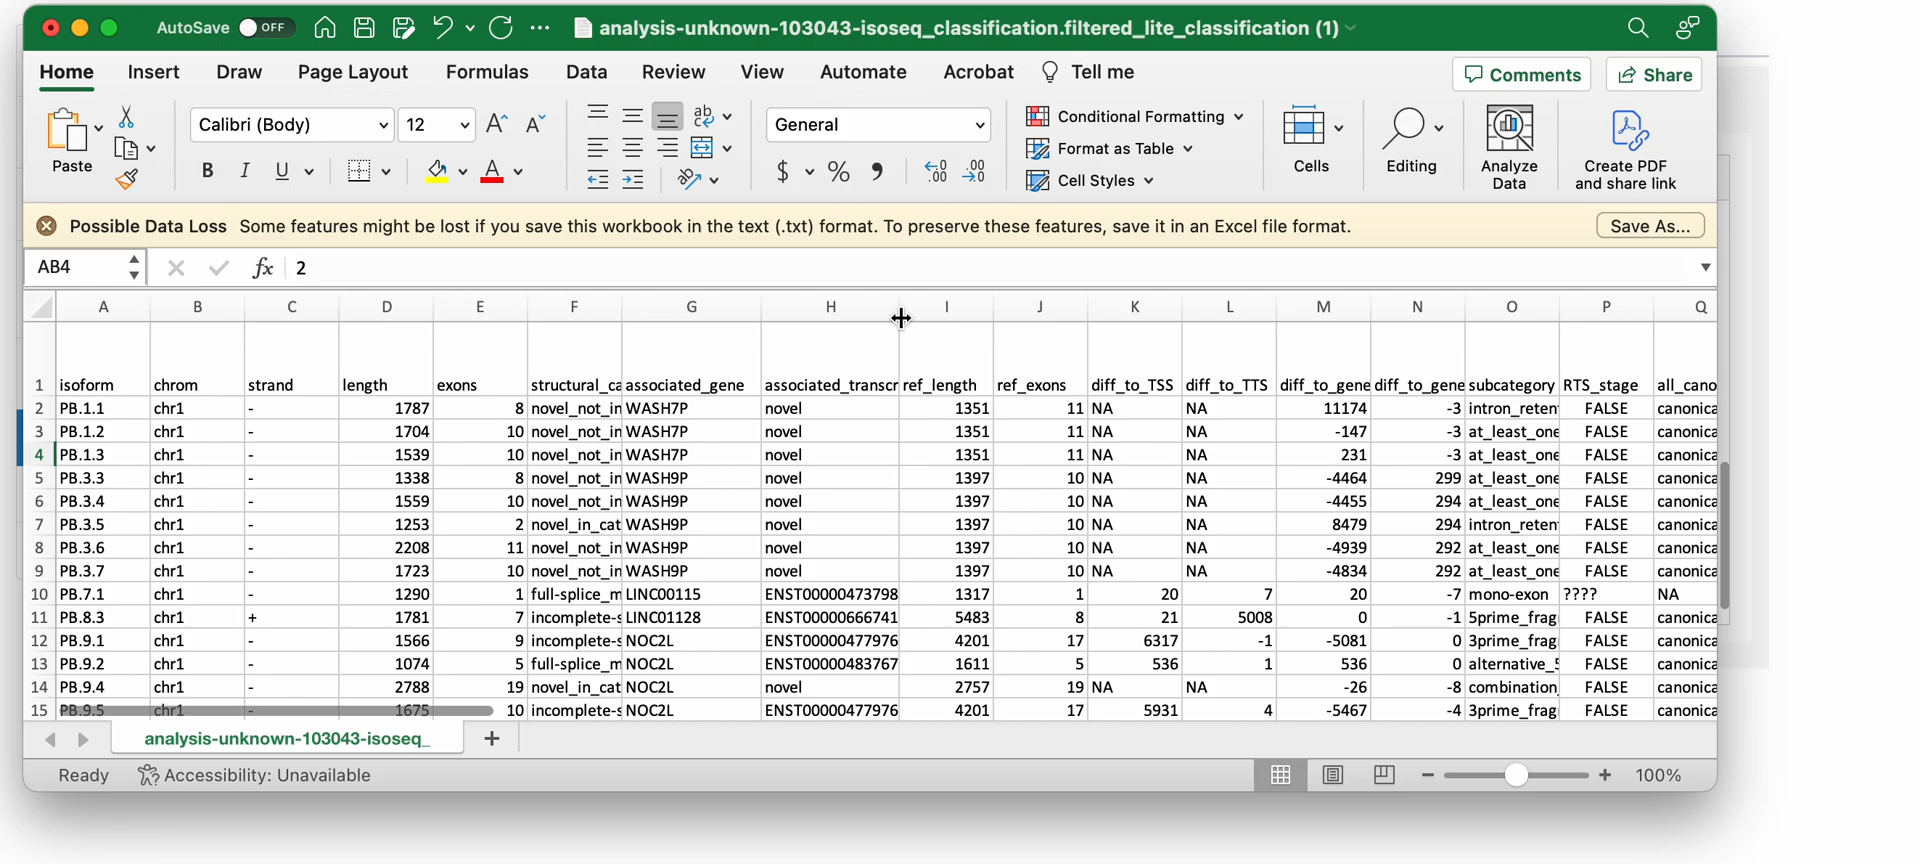 AutoSave OFF analysis-unknown-103043-isoseq_classification.filtered_lite_classification (1)
Home Insert Draw Page Layout Formulas Data Review View Automate Acrobat Tell me Comments Share
Paste Calibri (Body) 12 General Conditional Formatting Format as Table Cell Styles Cells Editing Analyze Data Create PDF and share link
B I U A $ % , .00 .00
Possible Data Loss Some features might be lost if you save this workbook in the text (.txt) format. To preserve these features, save it in an Excel file format. Save As...
AB4 fx 2
A B C D E F G H I J K L M N O P Q
1 isoform chrom strand length exons structural_ca associated_gene associated_transcr ref_length ref_exons diff_to_TSS diff_to_TTS diff_to_gene diff_to_gene subcategory RTS_stage all_cano
2 PB.1.1 chr1 - 1787 8 novel_not_in WASH7P novel 1351 11 NA NA 11174 -3 intron_reten FALSE canonica
3 PB.1.2 chr1 - 1704 10 novel_not_in WASH7P novel 1351 11 NA NA -147 -3 at_least_one FALSE canonica
4 PB.1.3 chr1 - 1539 10 novel_not_in WASH7P novel 1351 11 NA NA 231 -3 at_least_one FALSE canonica
5 PB.3.3 chr1 - 1338 8 novel_not_in WASH9P novel 1397 10 NA NA -4464 299 at_least_one FALSE canonica
6 PB.3.4 chr1 - 1559 10 novel_not_in WASH9P novel 1397 10 NA NA -4455 294 at_least_one FALSE canonica
7 PB.3.5 chr1 - 1253 2 novel_in_cat WASH9P novel 1397 10 NA NA 8479 294 intron_reten FALSE canonica
8 PB.3.6 chr1 - 2208 11 novel_not_in WASH9P novel 1397 10 NA NA -4939 292 at_least_one FALSE canonica
9 PB.3.7 chr1 - 1723 10 novel_not_in WASH9P novel 1397 10 NA NA -4834 292 at_least_one FALSE canonica
10 PB.7.1 chr1 - 1290 1 full-splice_m LINC00115 ENST00000473798 1317 1 20 7 20 -7 mono-exon ???? NA
11 PB.8.3 chr1 + 1781 7 incomplete-s LINC01128 ENST00000666741 5483 8 21 5008 0 -1 5prime_frag FALSE canonica
12 PB.9.1 chr1 - 1566 9 incomplete-s NOC2L ENST00000477976 4201 17 6317 -1 -5081 0 3prime_frag FALSE canonica
13 PB.9.2 chr1 - 1074 5 full-splice_m NOC2L ENST00000483767 1611 5 536 1 536 0 alternative_5 FALSE canonica
14 PB.9.4 chr1 - 2788 19 novel_in_cat NOC2L novel 2757 19 NA NA -26 -8 combination_ FALSE canonica
15 PB.9.5 chr1 - 1675 10 incomplete-s NOC2L ENST00000477976 4201 17 5931 4 -5467 -4 3prime_frag FALSE canonica
analysis-unknown-103043-isoseq_ +
Ready Accessibility: Unavailable 100%